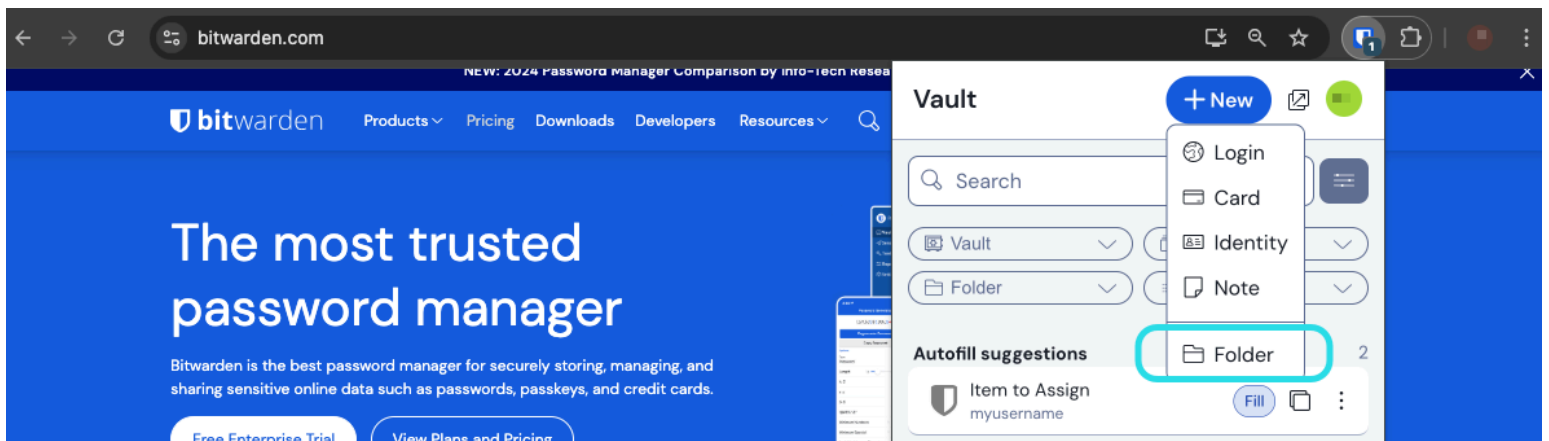 bitwarden.com
1
NEW: 2024 Password Manager Comparison by Info-Tech Resea
bitwarden
Products
Pricing
Downloads
Developers
Resources
The most trusted
password manager
Bitwarden is the best password manager for securely storing, managing, and
sharing sensitive online data such as passwords, passkeys, and credit cards.
Free Enterprise Trial
View Plans and Pricing
Vault
+ New
Login
Card
Identity
Note
Folder
Search
Vault
Folder
Autofill suggestions
2
Item to Assign
myusername
Fill